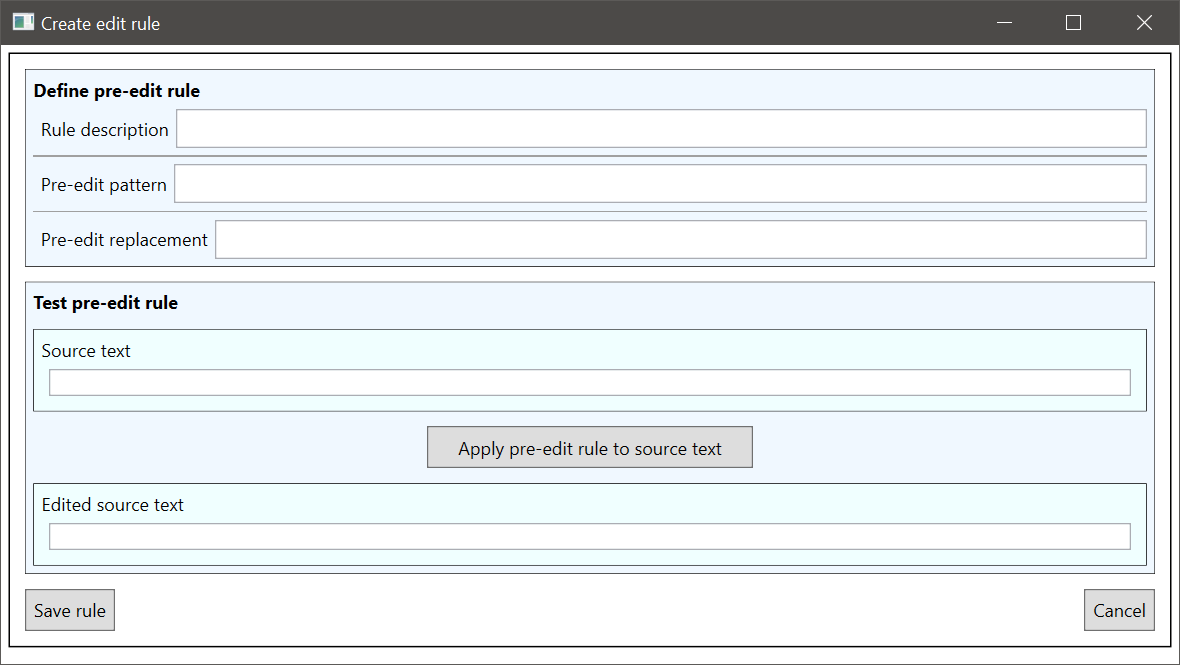 Create edit rule
Define pre-edit rule
Rule description
Pre-edit pattern
Pre-edit replacement
Test pre-edit rule
Source text
Apply pre-edit rule to source text
Edited source text
Save rule
Cancel